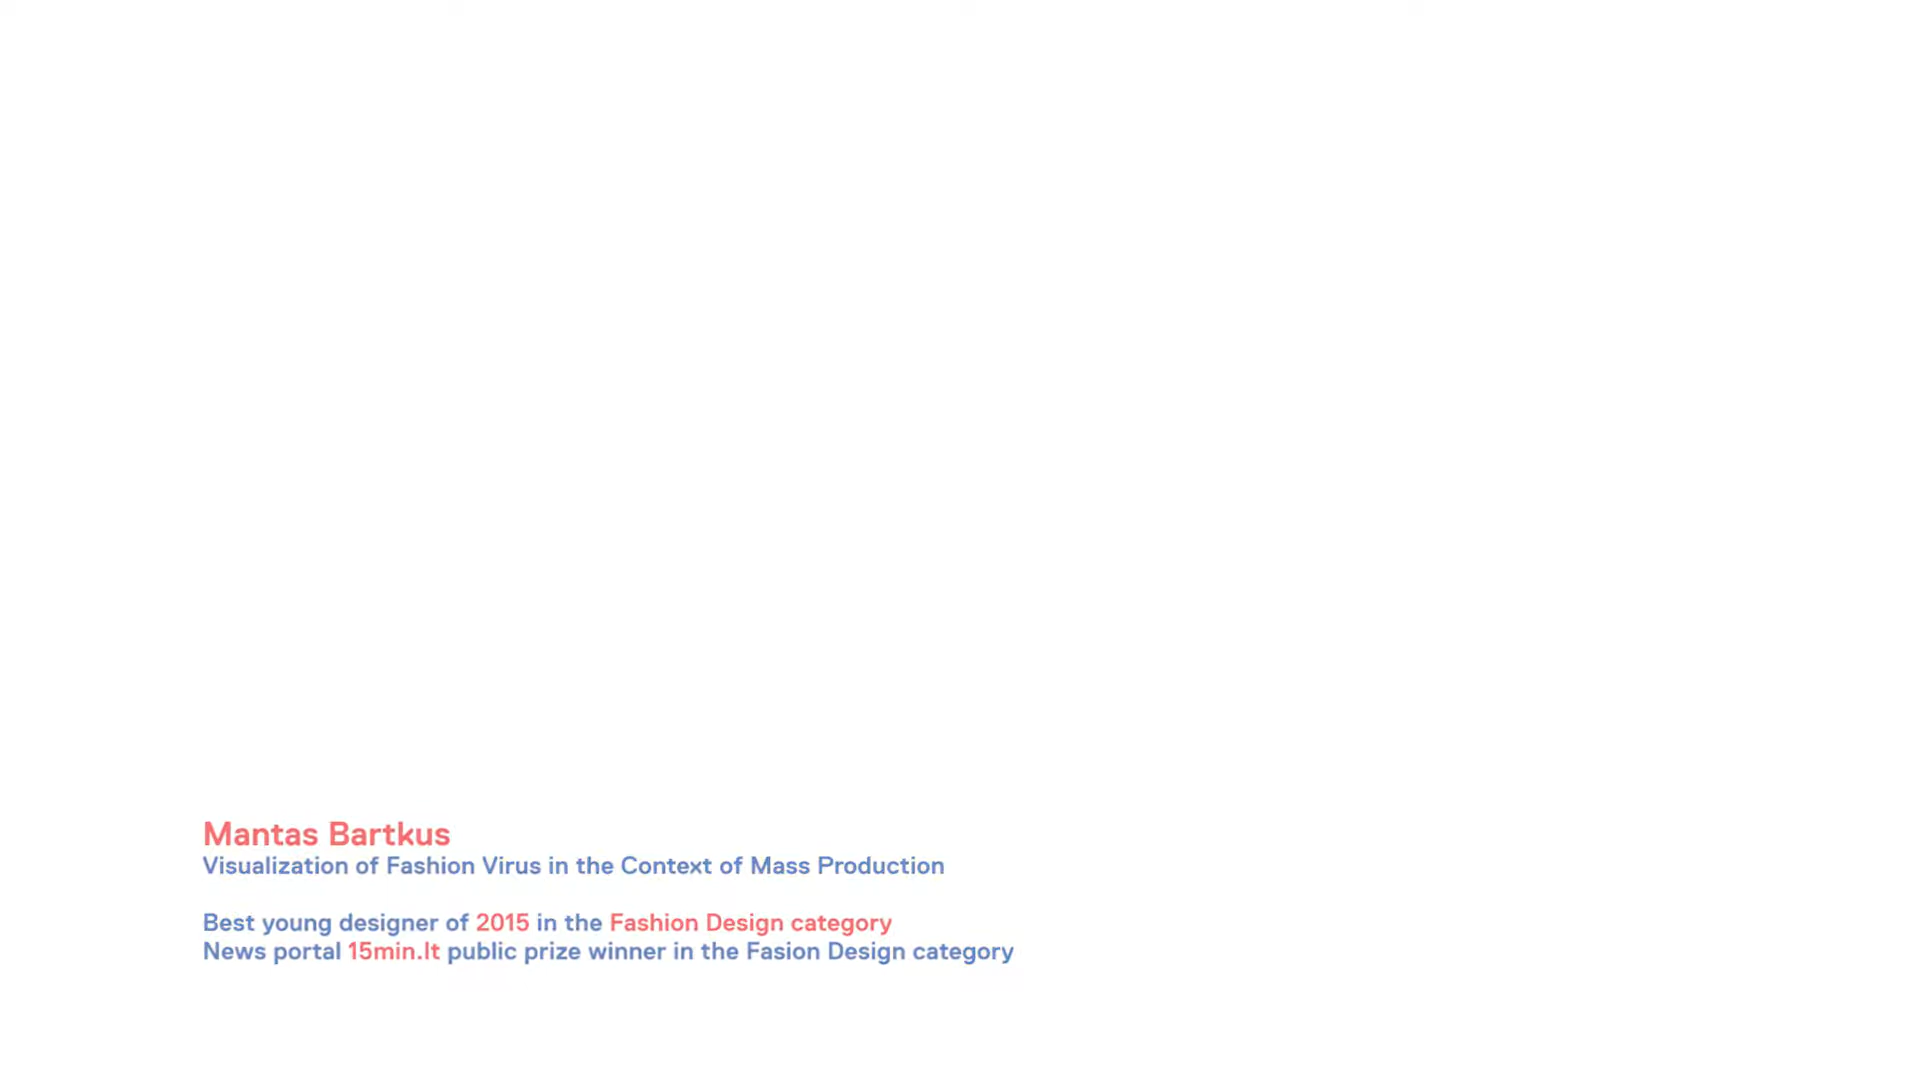 Mantas Bartkus
Visualization of Fashion Virus in the Context of Mass Production
Best young designer of 2015 in the Fashion Design category
News portal 15min.lt public prize winner in the Fasion Design category